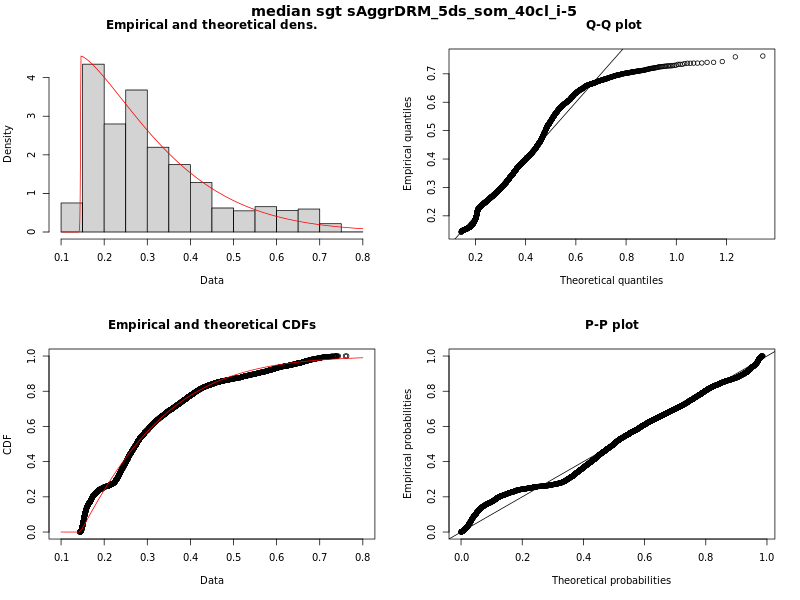 median sgt sAggrDRM_5ds_som_40cl_i-5
Empirical and theoretical dens.
Density
0 1 2 3 4
0.1 0.2 0.3 0.4 0.5 0.6 0.7 0.8
Data
Q-Q plot
Empirical quantiles
0.2 0.3 0.4 0.5 0.6 0.7
0.2 0.4 0.6 0.8 1.0 1.2
Theoretical quantiles
Empirical and theoretical CDFs
CDF
0.0 0.2 0.4 0.6 0.8 1.0
0.1 0.2 0.3 0.4 0.5 0.6 0.7 0.8
Data
P-P plot
Empirical probabilities
0.0 0.2 0.4 0.6 0.8 1.0
0.0 0.2 0.4 0.6 0.8 1.0
Theoretical probabilities